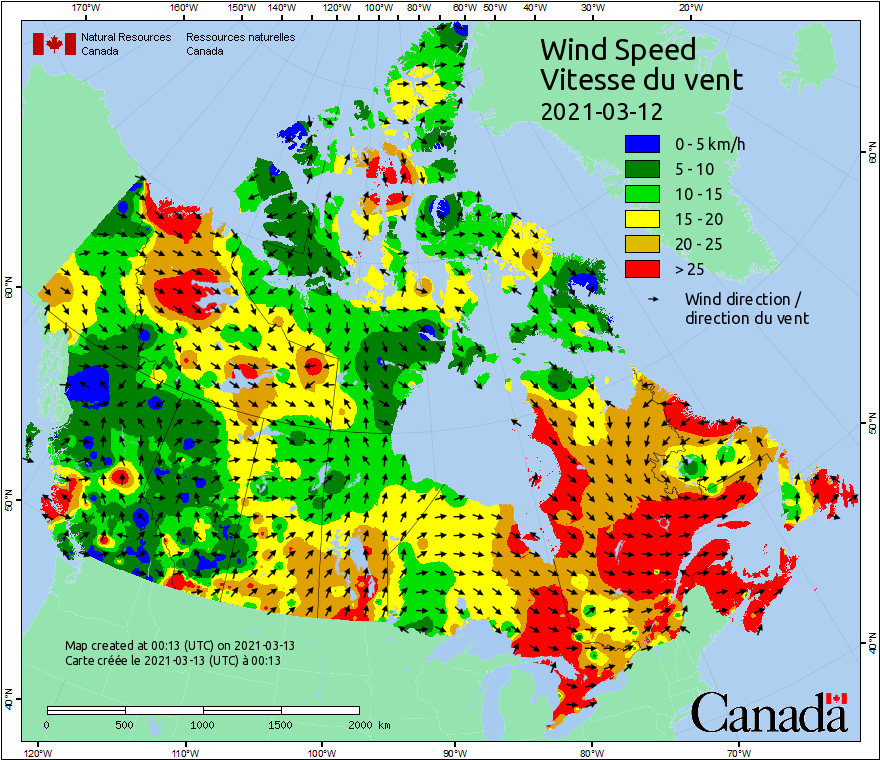 170°W 160°W 150°W 140°W 130°W 120°W 110°W 100°W 90°W 80°W 70°W 60°W 50°W 40°W 30°W 20°W
Natural Resources Ressources naturelles
Canada Canada
Wind Speed
Vitesse du vent
2021-03-12
0 - 5 km/h
5 - 10
10 - 15
15 - 20
20 - 25
> 25
Wind direction /
direction du vent
60°N
60°N
50°N
50°N
40°N
40°N
Map created at 00:13 (UTC) on 2021-03-13
Carte créée le 2021-03-13 (UTC) à 00:13
0 500 1000 1500 2000 km
Canada
120°W 110°W 100°W 90°W 80°W 70°W